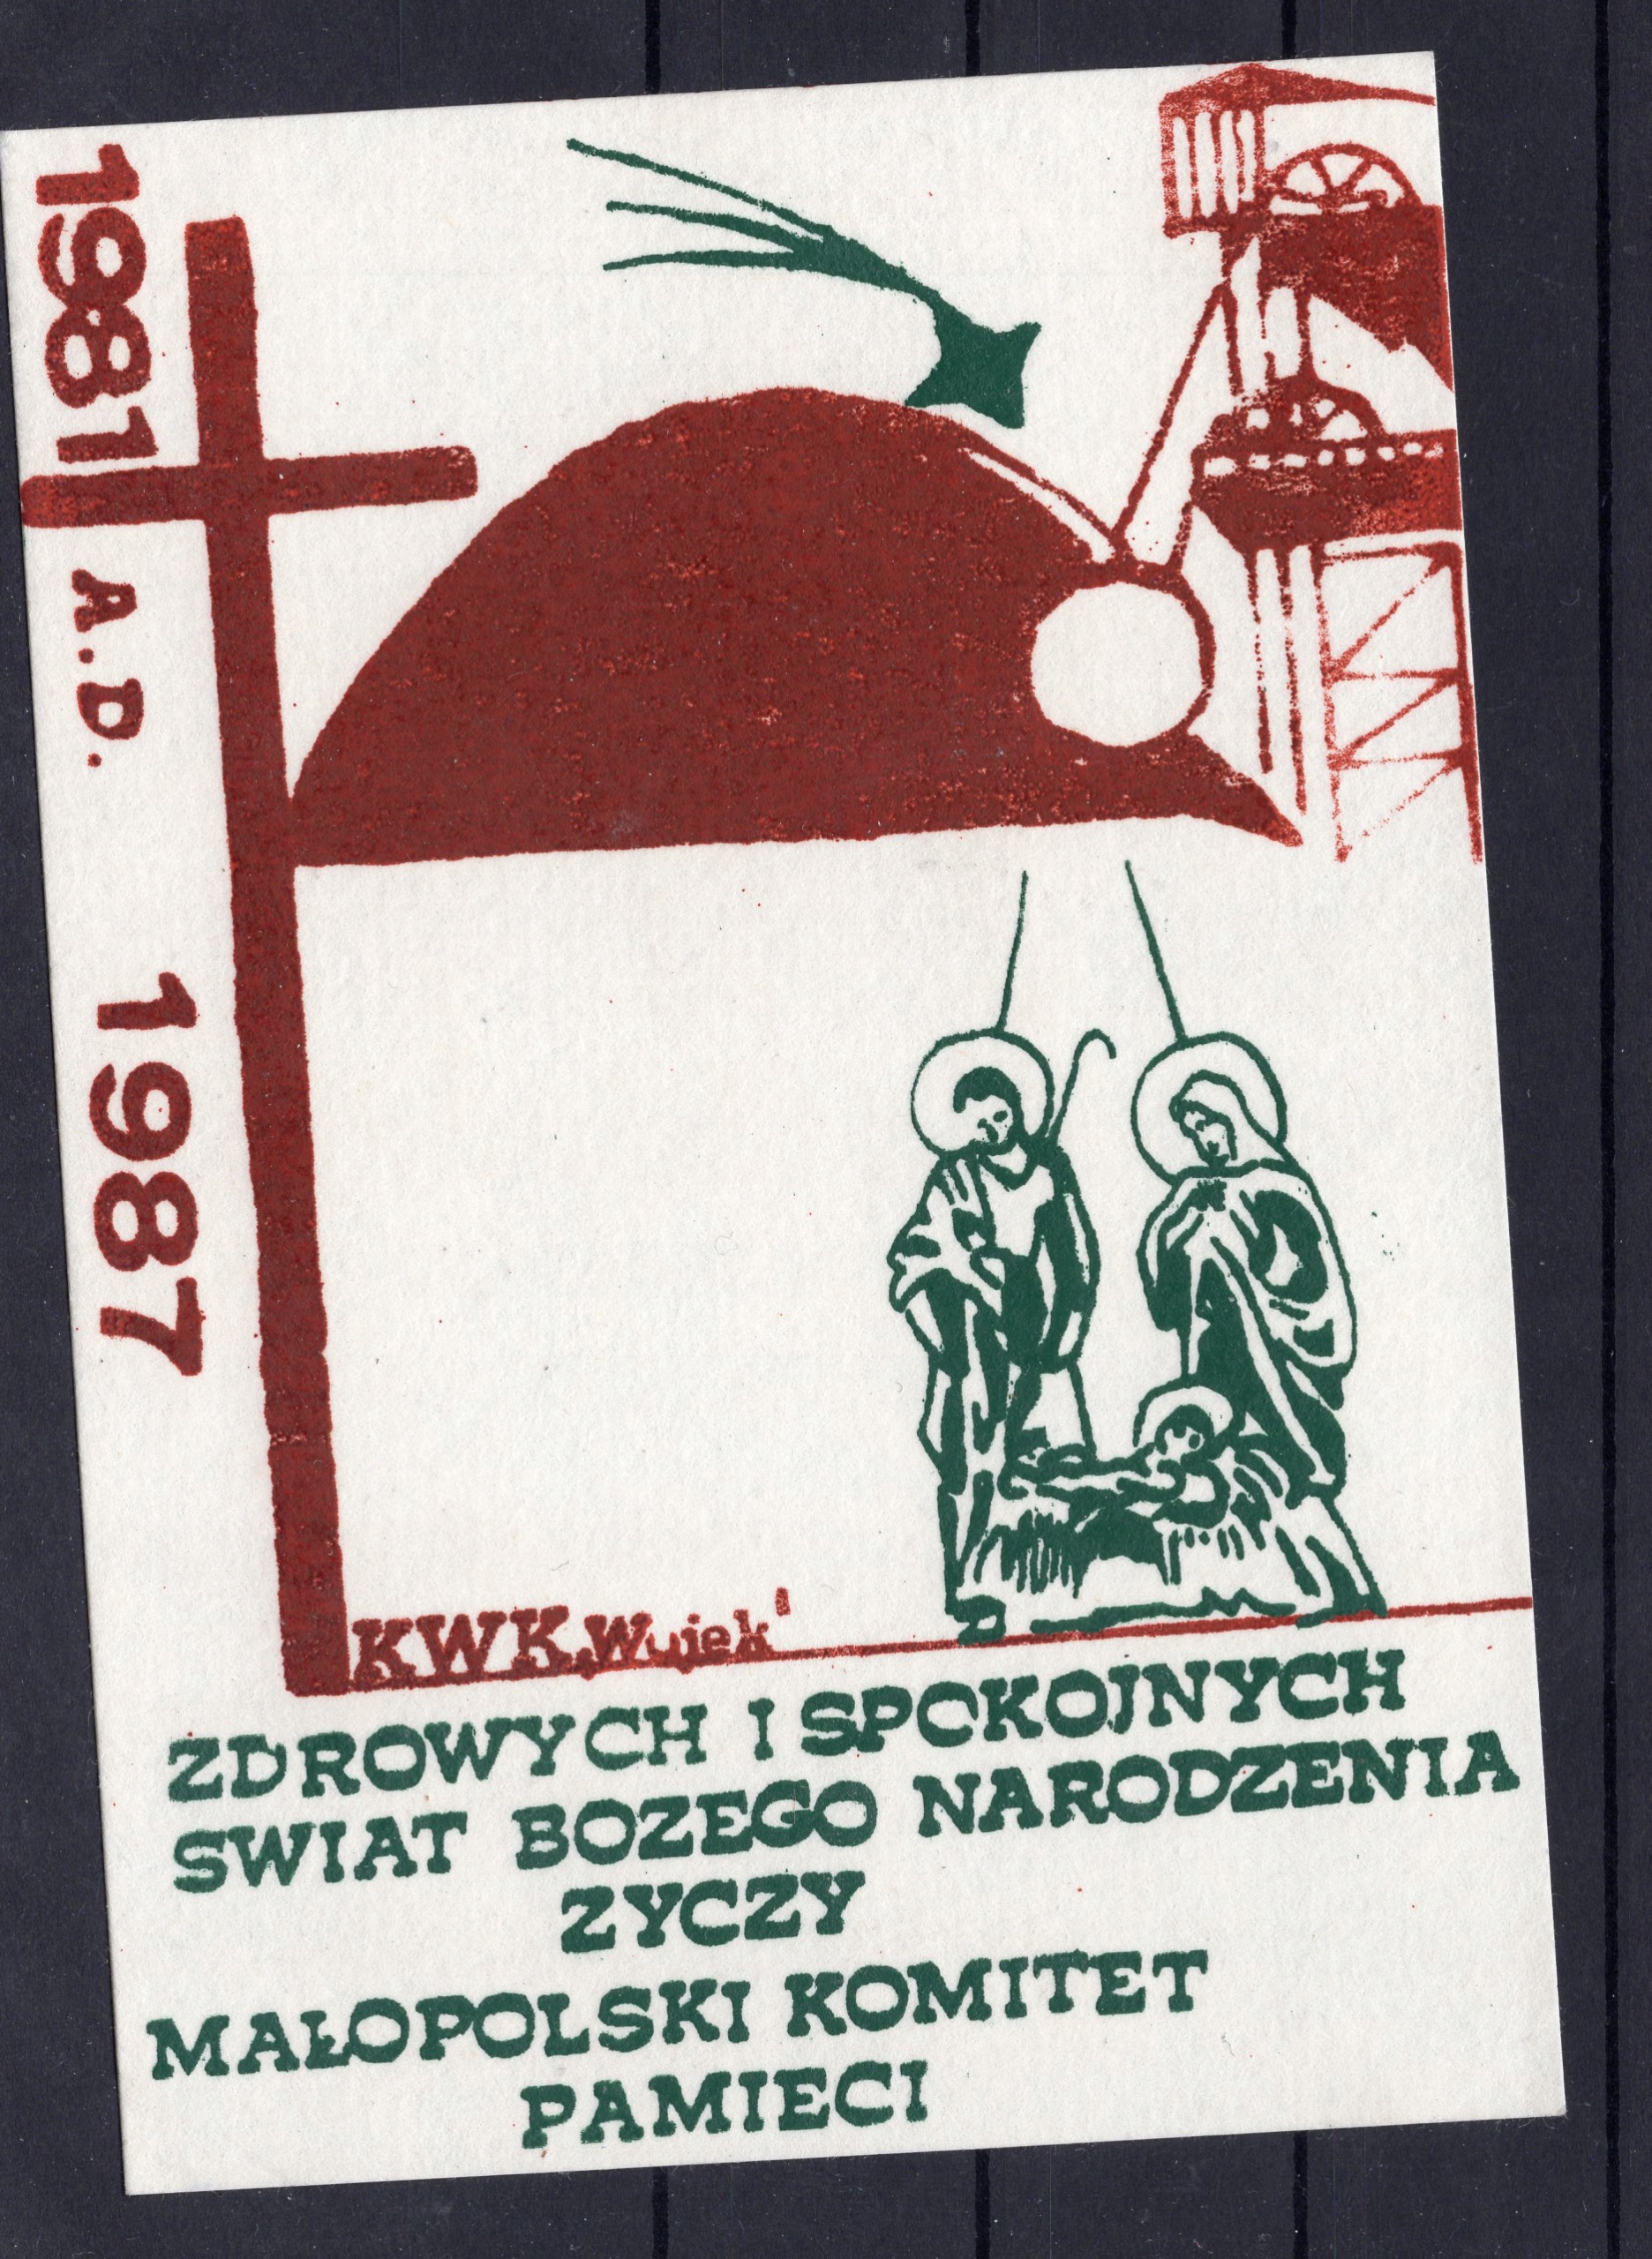 1981 A.D. 1987
KWK „Wujek'
ZDROWYCH I SPOKOJNYCH
SWIAT BOZEGO NARODZENIA
ZYCZY
MAŁOPOLSKI KOMITET
PAMIECI